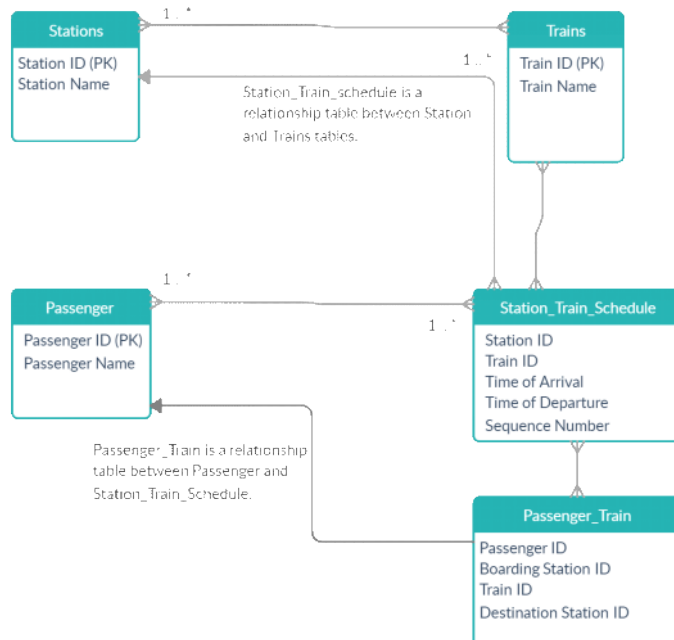 Stations
Station ID (PK)
Station Name
1 .. *
Trains
Train ID (PK)
Train Name
1 .. *
Station_Train_schedule is a
relationship table between Station
and Trains tables.
1 .. *
Passenger
Passenger ID (PK)
Passenger Name
1 .. *
Station_Train_Schedule
Station ID
Train ID
Time of Arrival
Time of Departure
Sequence Number
Passenger_Train is a relationship
table between Passenger and
Station_Train_Schedule.
Passenger_Train
Passenger ID
Boarding Station ID
Train ID
Destination Station ID